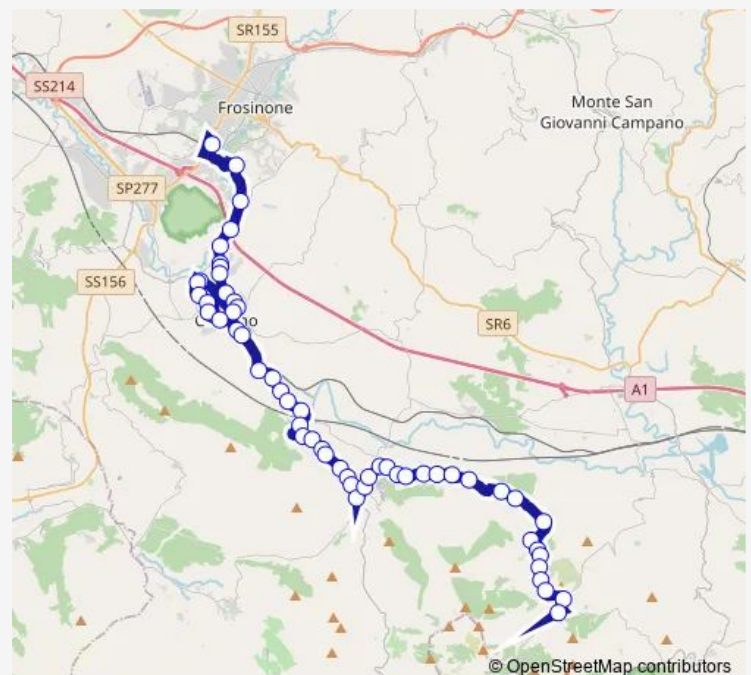 SR155
SS214
Frosinone
Monte San
Giovanni Campano
SP277
SS156
SR6
A1
© OpenStreetMap contributors